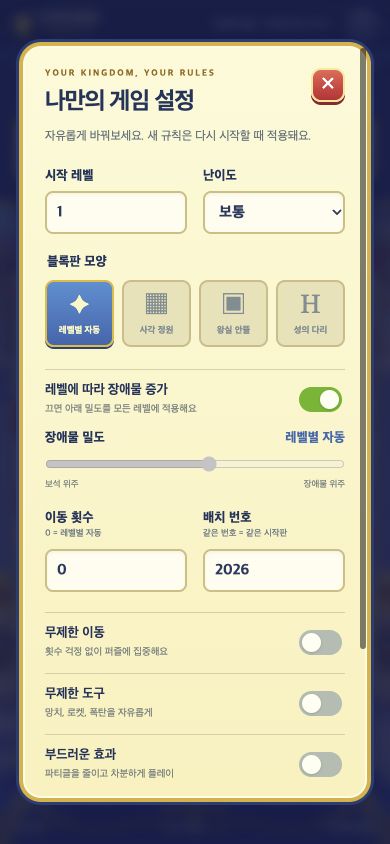 YOUR KINGDOM, YOUR RULES
나만의 게임 설정
자유롭게 바꿔보세요. 새 규칙은 다시 시작할 때 적용돼요.
시작 레벨
난이도
1
보통
블록판 모양
레벨별 자동
사각 정원
왕실 안뜰
성의 다리
레벨에 따라 장애물 증가
끄면 아래 밀도를 모든 레벨에 적용해요
장애물 밀도
레벨별 자동
보석 위주
장애물 위주
이동 횟수
배치 번호
0 = 레벨별 자동
같은 번호 = 같은 시작판
0
2026
무제한 이동
횟수 걱정 없이 퍼즐에 집중해요
무제한 도구
망치, 로켓, 폭탄을 자유롭게
부드러운 효과
파티클을 줄이고 차분하게 플레이